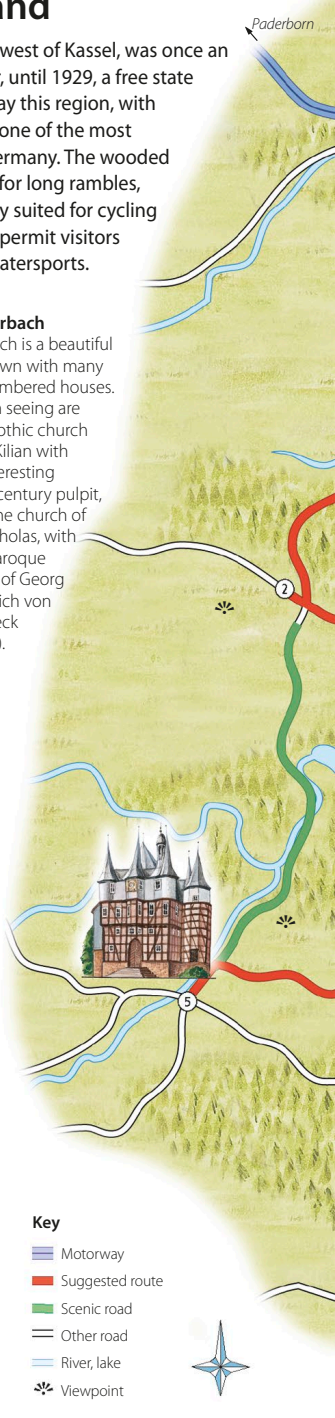 and
west of Kassel, was once an
, until 1929, a free state
ay this region, with
one of the most
ermany. The wooded
for long rambles,
y suited for cycling
permit visitors
atersports.
Paderborn
rbach
ch is a beautiful
wn with many
mbered houses.
n seeing are
othic church
Kilian with
eresting
century pulpit,
he church of
holas, with
aroque
of Georg
ich von
eck
).
2
5
Key
Motorway
Suggested route
Scenic road
Other road
River, lake
Viewpoint